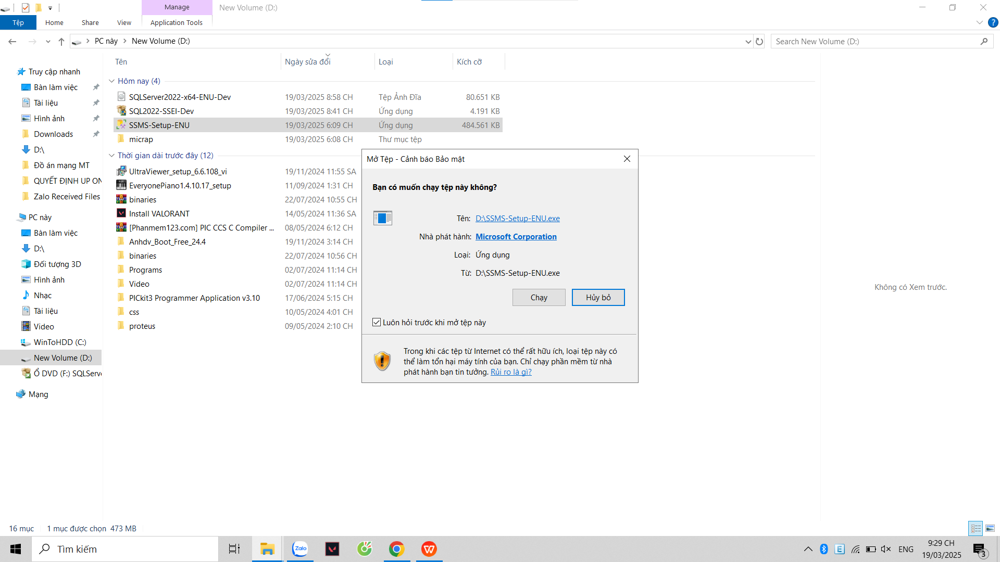 Manage
New Volume (D:)
Tệp
Home
Share
View
Application Tools
PC này
New Volume (D:)
Search New Volume (D:)
Tên
Ngày sửa đổi
Loại
Kích cỡ
Truy cập nhanh
Bàn làm việc
Tài liệu
Hình ảnh
Downloads
D:\
Đồ án mạng MT
QUYẾT ĐỊNH UP ON
Zalo Received Files
PC này
Bàn làm việc
D:\
Đối tượng 3D
Hình ảnh
Nhạc
Tài liệu
Video
WinToHDD (C:)
New Volume (D:)
Ổ DVD (F:) SQLServe
Mạng
Hôm nay (4)
SQLServer2022-x64-ENU-Dev 19/03/2025 8:58 CH Tệp Ảnh Đĩa 80.651 KB
SQL2022-SSEI-Dev 19/03/2025 8:41 CH Ứng dụng 4.191 KB
SSMS-Setup-ENU 19/03/2025 6:09 CH Ứng dụng 484.561 KB
micrap 19/03/2025 6:08 CH Thư mục tệp
Thời gian dài trước đây (12)
UltraViewer_setup_6.6.108_vi 19/11/2024 11:55 SA
EveryonePiano1.4.10.17_setup 11/09/2024 1:31 CH
binaries 22/07/2024 10:55 CH
Install VALORANT 14/05/2024 11:36 SA
[Phanmem123.com] PIC CCS C Compiler ... 08/05/2024 6:12 CH
Anhdv_Boot_Free_24.4 19/11/2024 3:14 CH
binaries 22/07/2024 10:56 CH
Programs 02/07/2024 11:14 CH
Video 02/07/2024 11:14 CH
PICkit3 Programmer Application v3.10 17/06/2024 5:15 CH
css 10/05/2024 4:01 CH
proteus 09/05/2024 2:10 CH
Mở Tệp - Cảnh báo Bảo mật
Bạn có muốn chạy tệp này không?
Tên: D:\SSMS-Setup-ENU.exe
Nhà phát hành: Microsoft Corporation
Loại: Ứng dụng
Từ: D:\SSMS-Setup-ENU.exe
Chạy
Hủy bỏ
Luôn hỏi trước khi mở tệp này
Trong khi các tệp từ Internet có thể rất hữu ích, loại tệp này có
thể làm tổn hại máy tính của bạn. Chỉ chạy phần mềm từ nhà
phát hành bạn tin tưởng. Rủi ro là gì?
Không có Xem trước.
16 mục
1 mục được chọn 473 MB
Tìm kiếm
Zalo
ENG
9:29 CH
19/03/2025
3